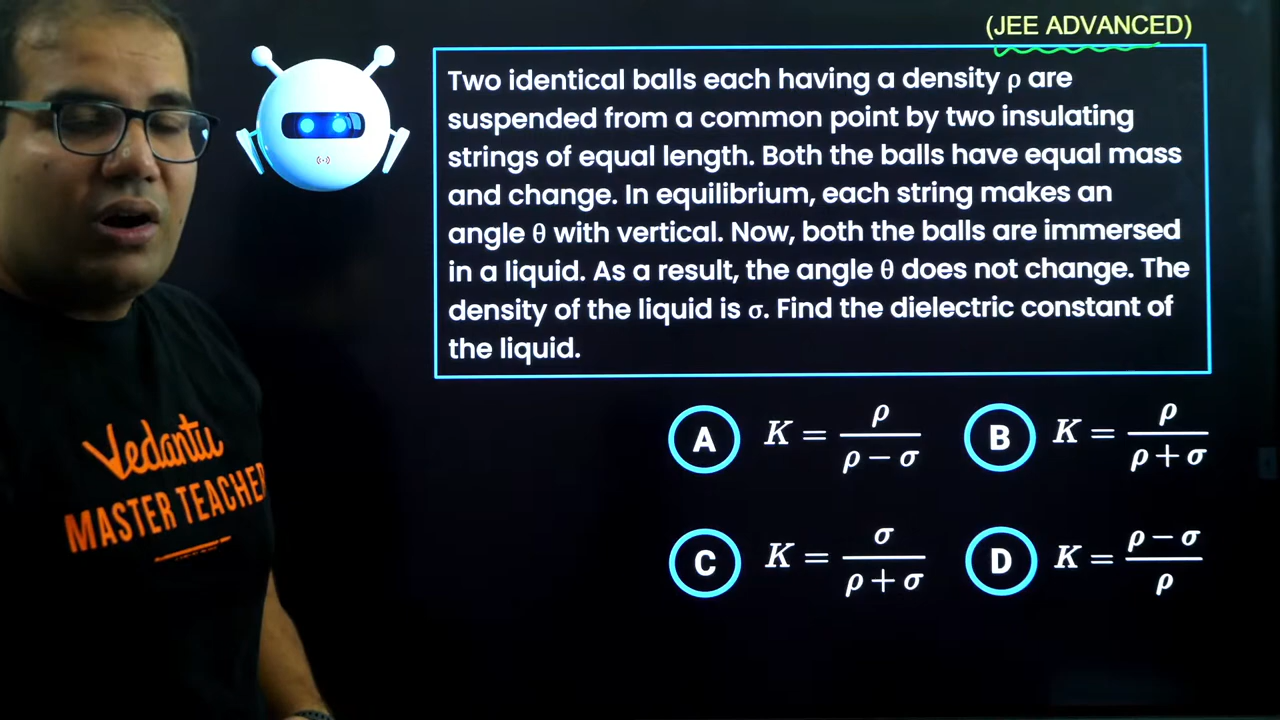 (JEE ADVANCED)
Two identical balls each having a density ρ are
suspended from a common point by two insulating
strings of equal length. Both the balls have equal mass
and change. In equilibrium, each string makes an
angle θ with vertical. Now, both the balls are immersed
in a liquid. As a result, the angle θ does not change. The
density of the liquid is σ. Find the dielectric constant of
the liquid.
A K = ρ / (ρ − σ)
B K = ρ / (ρ + σ)
C K = σ / (ρ + σ)
D K = (ρ − σ) / ρ
Vedantu
MASTER TEACHER